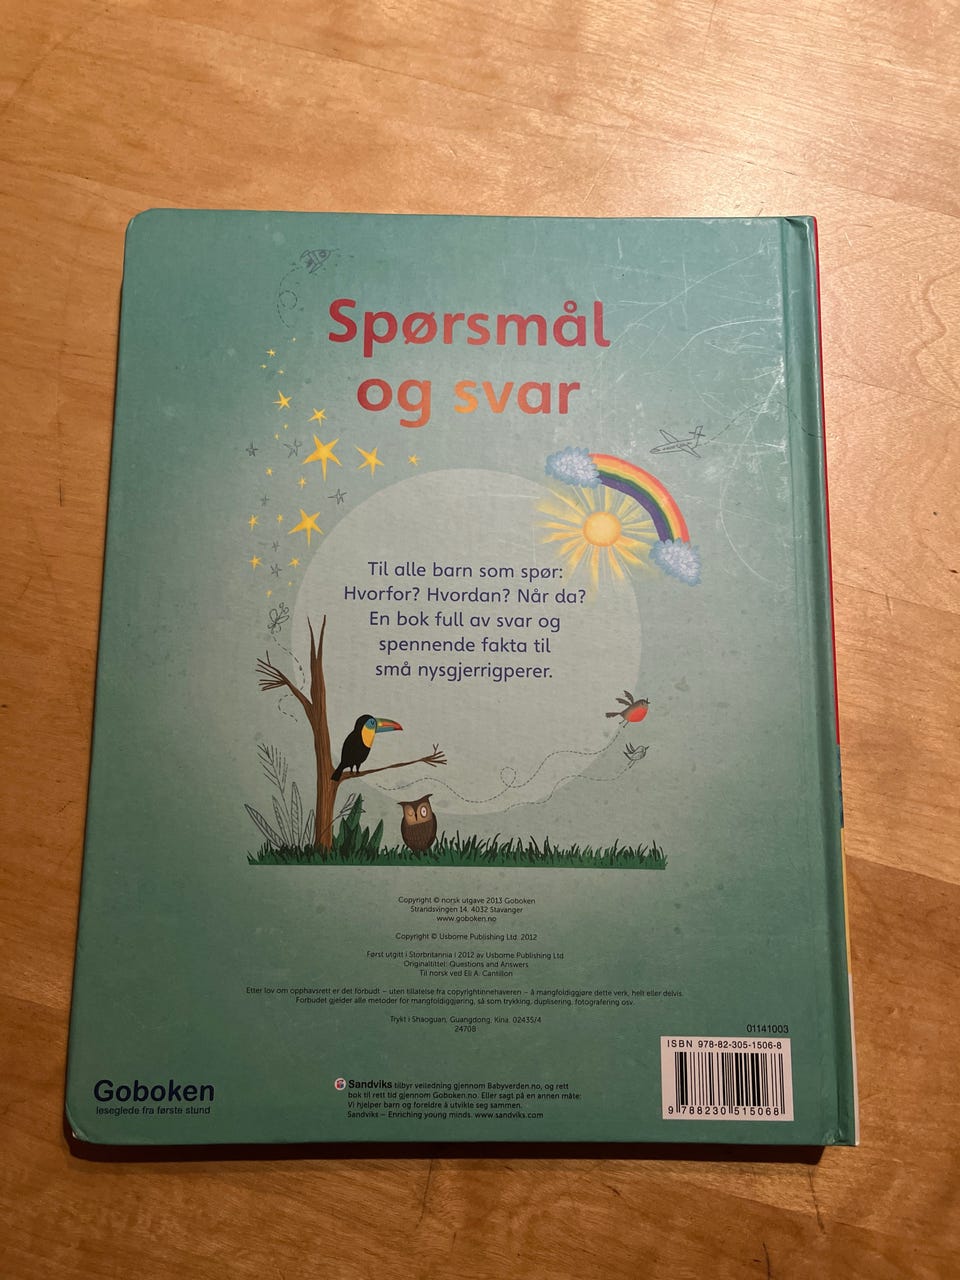 Spørsmål
og svar
Til alle barn som spør:
Hvorfor? Hvordan? Når da?
En bok full av svar og
spennende fakta til
små nysgjerrigperer.
Copyright © norsk utgave 2013 Goboken
Strandsvingen 14, 4032 Stavanger
www.goboken.no
Copyright © Usborne Publishing Ltd. 2012
Først utgitt i Storbritannia i 2012 av Usborne Publishing Ltd
Originaltittel: Questions and Answers
Til norsk ved Eli A. Cantillon
Etter lov om opphavsrett er det forbudt – uten tillatelse fra copyrightinnehaveren – å mangfoldiggjøre dette verk, helt eller delvis.
Forbudet gjelder alle metoder for mangfoldiggjøring, så som trykking, duplisering, fotografering osv.
Trykt i Shaoguan, Guangdong, Kina. 02435/4
24708
Goboken
leseglede fra første stund
Sandviks tilbyr veiledning gjennom Babyverden.no, og rett
bok til rett tid gjennom Goboken.no. Eller sagt på en annen måte:
Vi hjelper barn og foreldre å utvikle seg sammen.
Sandviks – Enriching young minds. www.sandviks.com
01141003
ISBN 978-82-305-1506-8
9 788230 515068